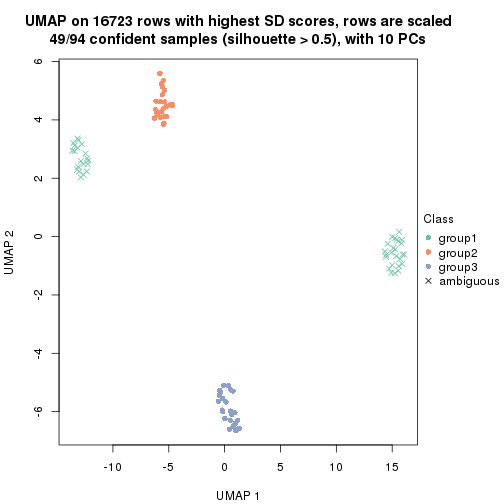 UMAP on 16723 rows with highest SD scores, rows are scaled
49/94 confident samples (silhouette > 0.5), with 10 PCs
6
4
2
0
-2
-4
-6
UMAP 2
-10
-5
0
5
10
15
UMAP 1
Class
group1
group2
group3
ambiguous